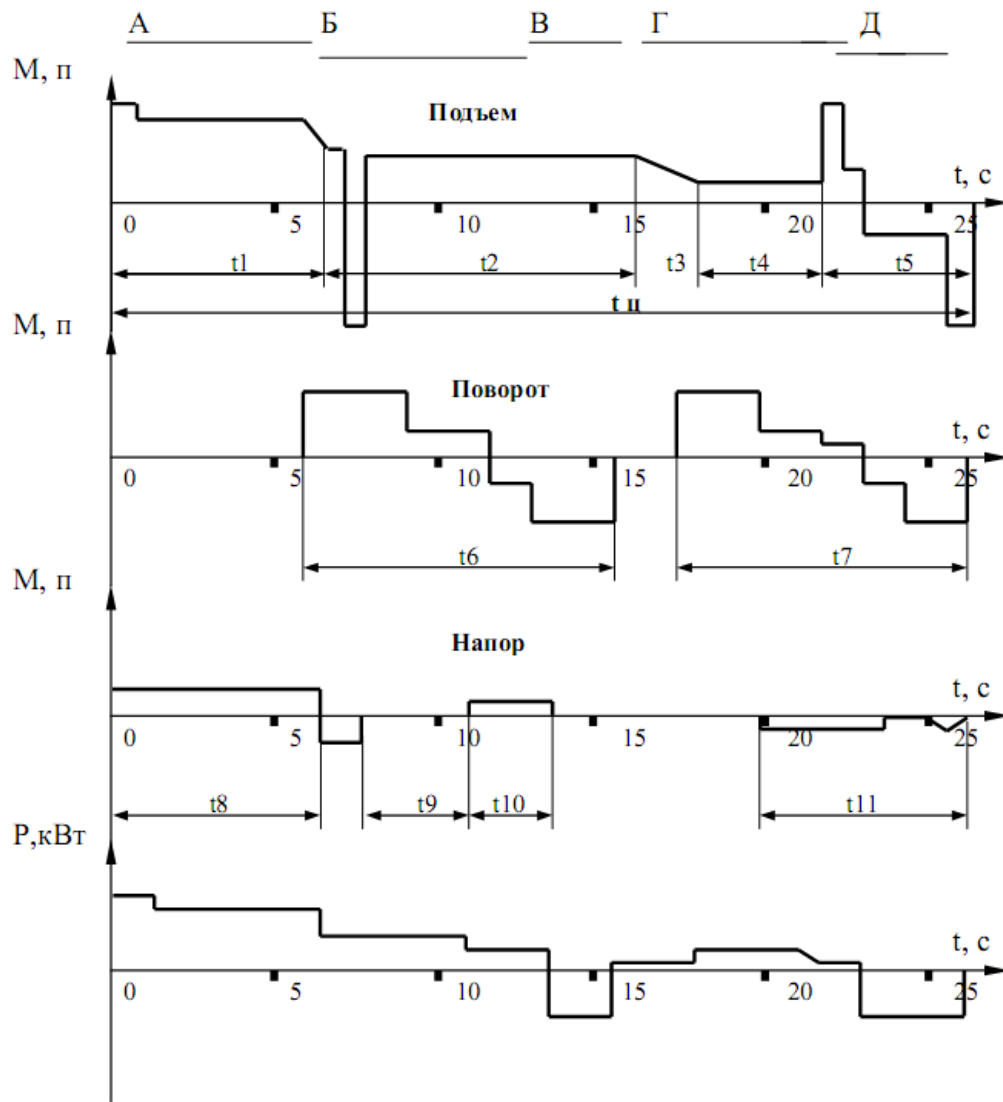 А Б В Г Д
М, п
Подъем
t, с
0 5 10 15 20 25
t1 t2 t3 t4 t5
t ц
М, п
Поворот
t, с
0 5 10 15 20 25
t6 t7
М, п
Напор
t, с
0 5 10 15 20 25
t8 t9 t10 t11
Р,кВт
t, с
0 5 10 15 20 25